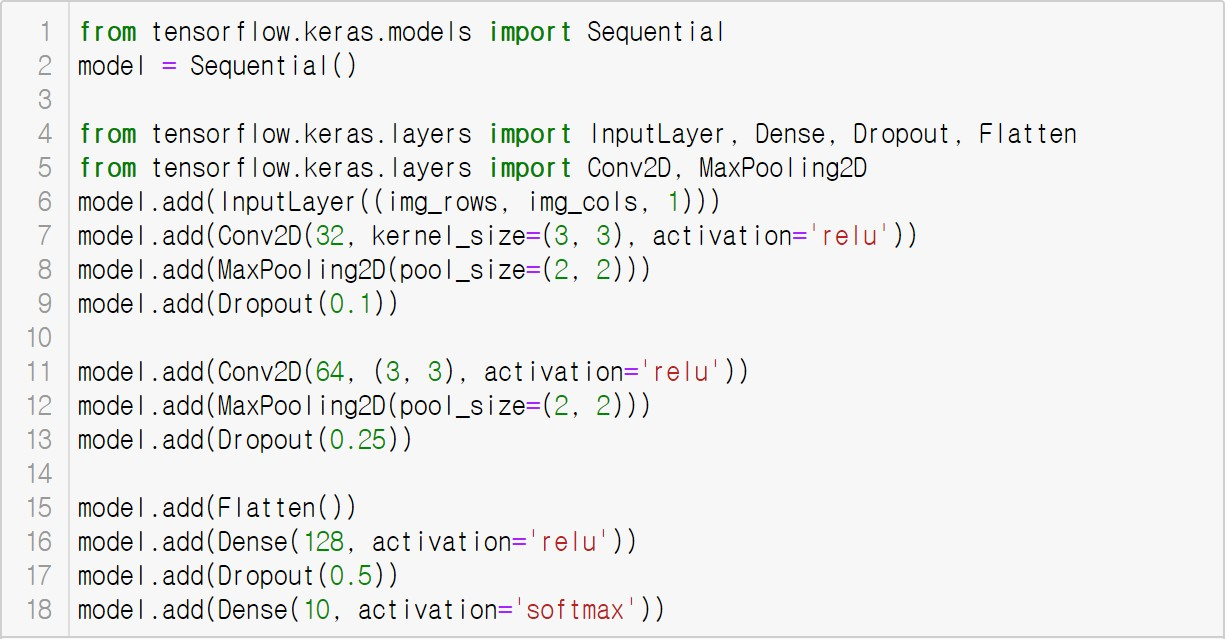 1 from tensorflow.keras.models import Sequential
2 model = Sequential()
3
4 from tensorflow.keras.layers import InputLayer, Dense, Dropout, Flatten
5 from tensorflow.keras.layers import Conv2D, MaxPooling2D
6 model.add(InputLayer((img_rows, img_cols, 1)))
7 model.add(Conv2D(32, kernel_size=(3, 3), activation='relu'))
8 model.add(MaxPooling2D(pool_size=(2, 2)))
9 model.add(Dropout(0.1))
10
11 model.add(Conv2D(64, (3, 3), activation='relu'))
12 model.add(MaxPooling2D(pool_size=(2, 2)))
13 model.add(Dropout(0.25))
14
15 model.add(Flatten())
16 model.add(Dense(128, activation='relu'))
17 model.add(Dropout(0.5))
18 model.add(Dense(10, activation='softmax'))